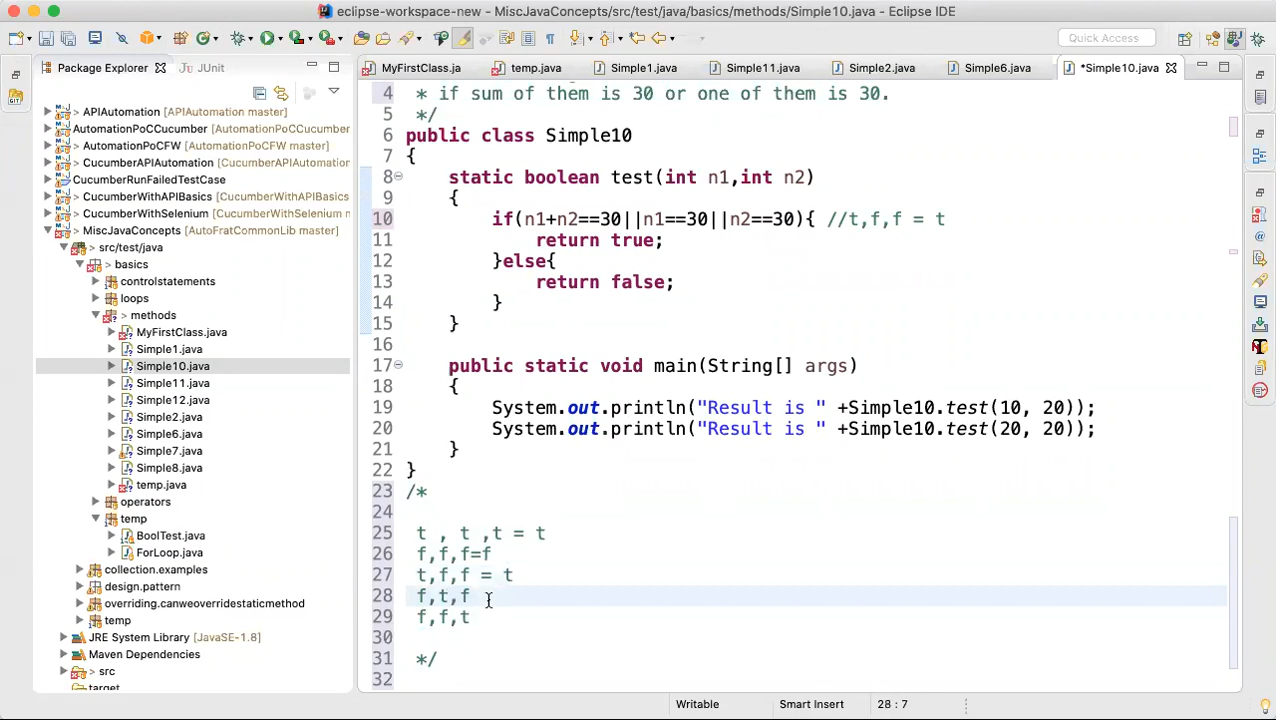 eclipse-workspace-new - MiscJavaConcepts/src/test/java/basics/methods/Simple10.java - Eclipse IDE
Quick Access
Package Explorer
JUnit
MyFirstClass.ja
temp.java
Simple1.java
Simple11.java
Simple2.java
Simple6.java
*Simple10.java
> APIAutomation [APIAutomation master]
AutomationPoCCucumber [AutomationPoCCucumber
> AutomationPoCFW [AutomationPoCFW master]
> CucumberAPIAutomation [CucumberAPIAutomation
CucumberRunFailedTestCase
> CucumberWithAPIBasics [CucumberWithAPIBasics
> CucumberWithSelenium [CucumberWithSelenium m
> MiscJavaConcepts [AutoFratCommonLib master]
> src/test/java
> basics
controlstatements
loops
> methods
MyFirstClass.java
Simple1.java
Simple10.java
Simple11.java
Simple12.java
Simple2.java
Simple6.java
Simple7.java
Simple8.java
temp.java
operators
> temp
BoolTest.java
ForLoop.java
collection.examples
design.pattern
overriding.canweoverridestaticmethod
> temp
JRE System Library [JavaSE-1.8]
Maven Dependencies
> src
target
4 * if sum of them is 30 or one of them is 30.
5 */
6 public class Simple10
7 {
8 static boolean test(int n1,int n2)
9 {
10 if(n1+n2==30||n1==30||n2==30){ //t,f,f = t
11 return true;
12 }else{
13 return false;
14 }
15 }
16
17 public static void main(String[] args)
18 {
19 System.out.println("Result is " +Simple10.test(10, 20));
20 System.out.println("Result is " +Simple10.test(20, 20));
21 }
22 }
23 /*
24
25 t , t ,t = t
26 f,f,f=f
27 t,f,f = t
28 f,t,f
29 f,f,t
30
31 */
32
Writable
Smart Insert
28 : 7